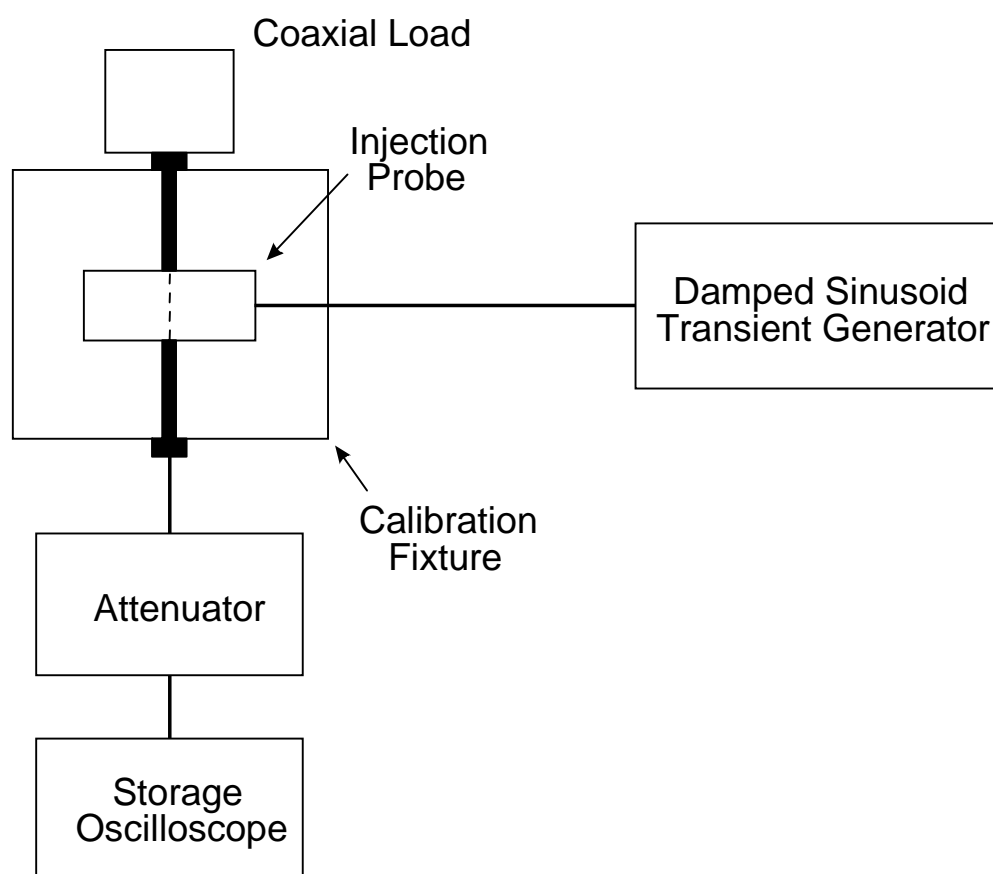 Coaxial Load
Injection
Probe
Damped Sinusoid
Transient Generator
Calibration
Fixture
Attenuator
Storage
Oscilloscope